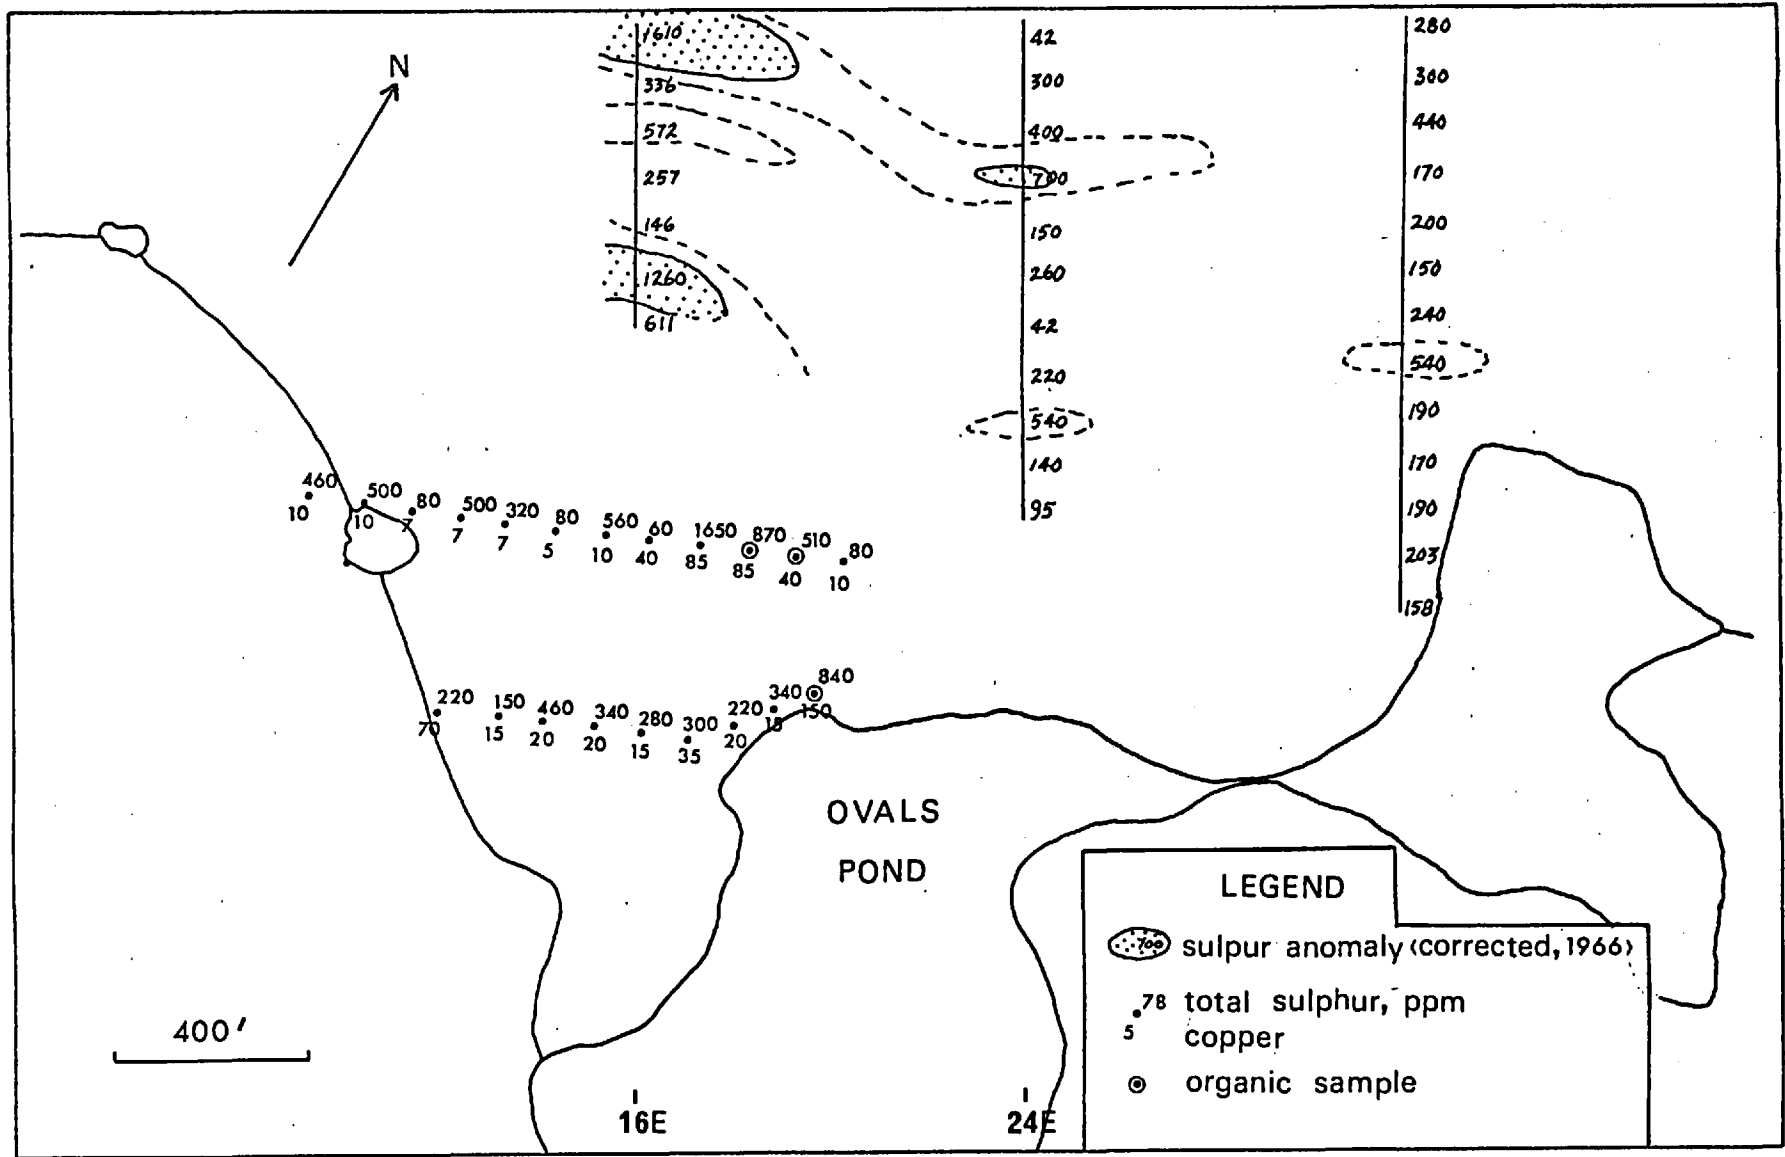 N
1610
336
572
257
146
1260
611
42
300
400
700
150
260
42
220
540
140
95
280
300
440
170
200
150
240
540
190
170
190
203
158
460 500 80 500 320 80 560 60 1650 870 510 80
10 10 7 7 7 5 10 40 85 85 40 10
220 150 460 340 280 300 220 340 840
70 15 20 20 15 35 20 15 150
OVALS
POND
400'
16E
24E
LEGEND
700 sulpur anomaly (corrected, 1966)
78 total sulphur, ppm
5 copper
organic sample